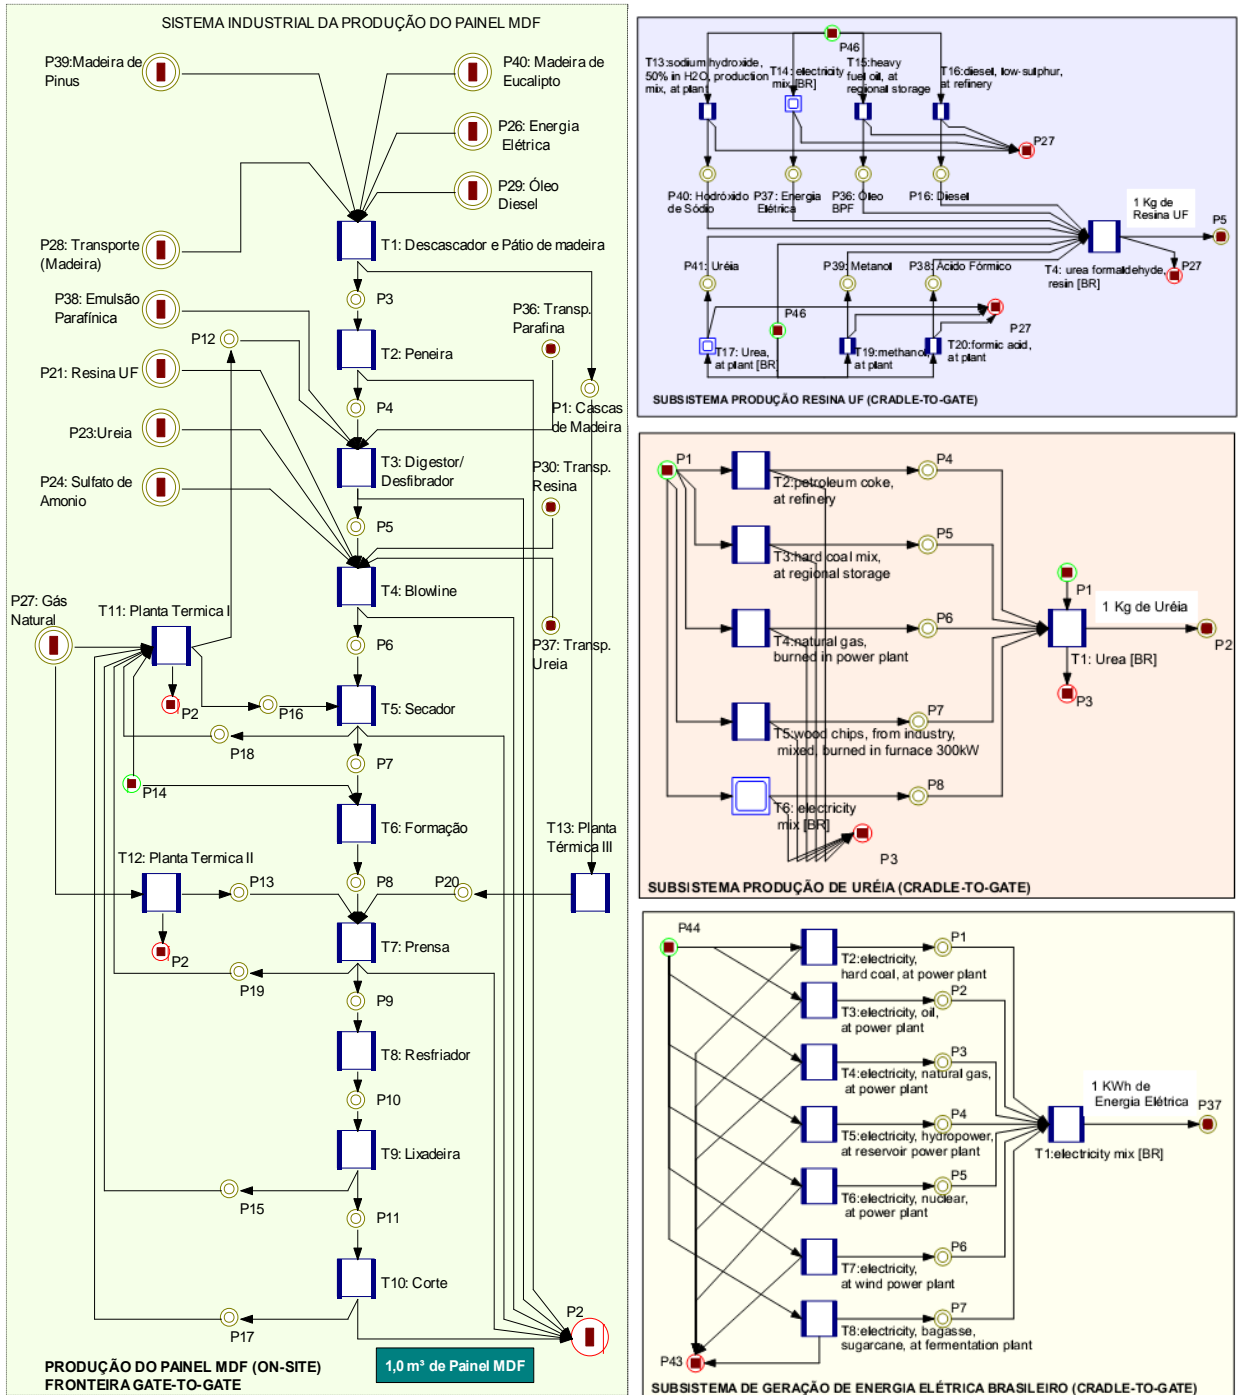 SISTEMA INDUSTRIAL DA PRODUÇÃO DO PAINEL MDF
P39:Madeira de
Pinus
P40: Madeira de
Eucalipto
P26: Energia
Elétrica
P29: Óleo
Diesel
P28: Transporte
(Madeira)
T1: Descascador e Pátio de madeira
P3
P38: Emulsão
Parafínica
P36: Transp.
Parafina
P12
T2: Peneira
P21: Resina UF
P4
P1: Cascas
de Madeira
P23:Ureia
T3: Digestor/
Desfibrador
P30: Transp.
Resina
P24: Sulfato de
Amonio
P5
T4: Blowline
P27: Gás
Natural
T11: Planta Termica I
P6
P37: Transp.
Ureia
P2
P16
T5: Secador
P18
P7
P14
T6: Formação
T13: Planta
Térmica III
T12: Planta Termica II
P13
P8
P20
T7: Prensa
P2
P19
P9
T8: Resfriador
P10
T9: Lixadeira
P15
P11
T10: Corte
P17
P2
PRODUÇÃO DO PAINEL MDF (ON-SITE)
FRONTEIRA GATE-TO-GATE
1,0 m³ de Painel MDF
P46
T13:sodium hydroxide,
50% in H2O, production
mix, at plant
T14: electricity
mix [BR]
T15:heavy
fuel oil, at
regional storage
T16:diesel, low-sulphur,
at refinery
P27
P40: Hodróxido
de Sódio
P37: Energia
Elétrica
P36: Óleo
BPF
P16: Diesel
1 Kg de
Resina UF
P5
P41: Uréia
P39: Metanol
P38: Ácido Fórmico
T4: urea formaldehyde,
resin [BR]
P27
P46
P27
T17: Urea,
at plant [BR]
T19:methanol,
at plant
T20:formic acid,
at plant
SUBSISTEMA PRODUÇÃO RESINA UF (CRADLE-TO-GATE)
P1
P4
T2:petroleum coke,
at refinery
P5
T3:hard coal mix,
at regional storage
P1
1 Kg de Uréia
P6
P2
T4:natural gas,
burned in power plant
T1: Urea [BR]
P3
P7
T5:wood chips, from industry,
mixed, burned in furnace 300kW
P8
T6: electricity
mix [BR]
P3
SUBSISTEMA PRODUÇÃO DE URÉIA (CRADLE-TO-GATE)
P44
P1
T2:electricity,
hard coal, at power plant
P2
T3:electricity, oil,
at power plant
P3
T4:electricity, natural gas,
at power plant
1 KWh de
Energia Elétrica
P37
P4
T5:electricity, hydropower,
at reservoir power plant
T1:electricity mix [BR]
P5
T6:electricity, nuclear,
at power plant
P6
T7:electricity,
at wind power plant
P7
T8:electricity, bagasse,
sugarcane, at fermentation plant
P43
SUBSISTEMA DE GERAÇÃO DE ENERGIA ELÉTRICA BRASILEIRO (CRADLE-TO-GATE)